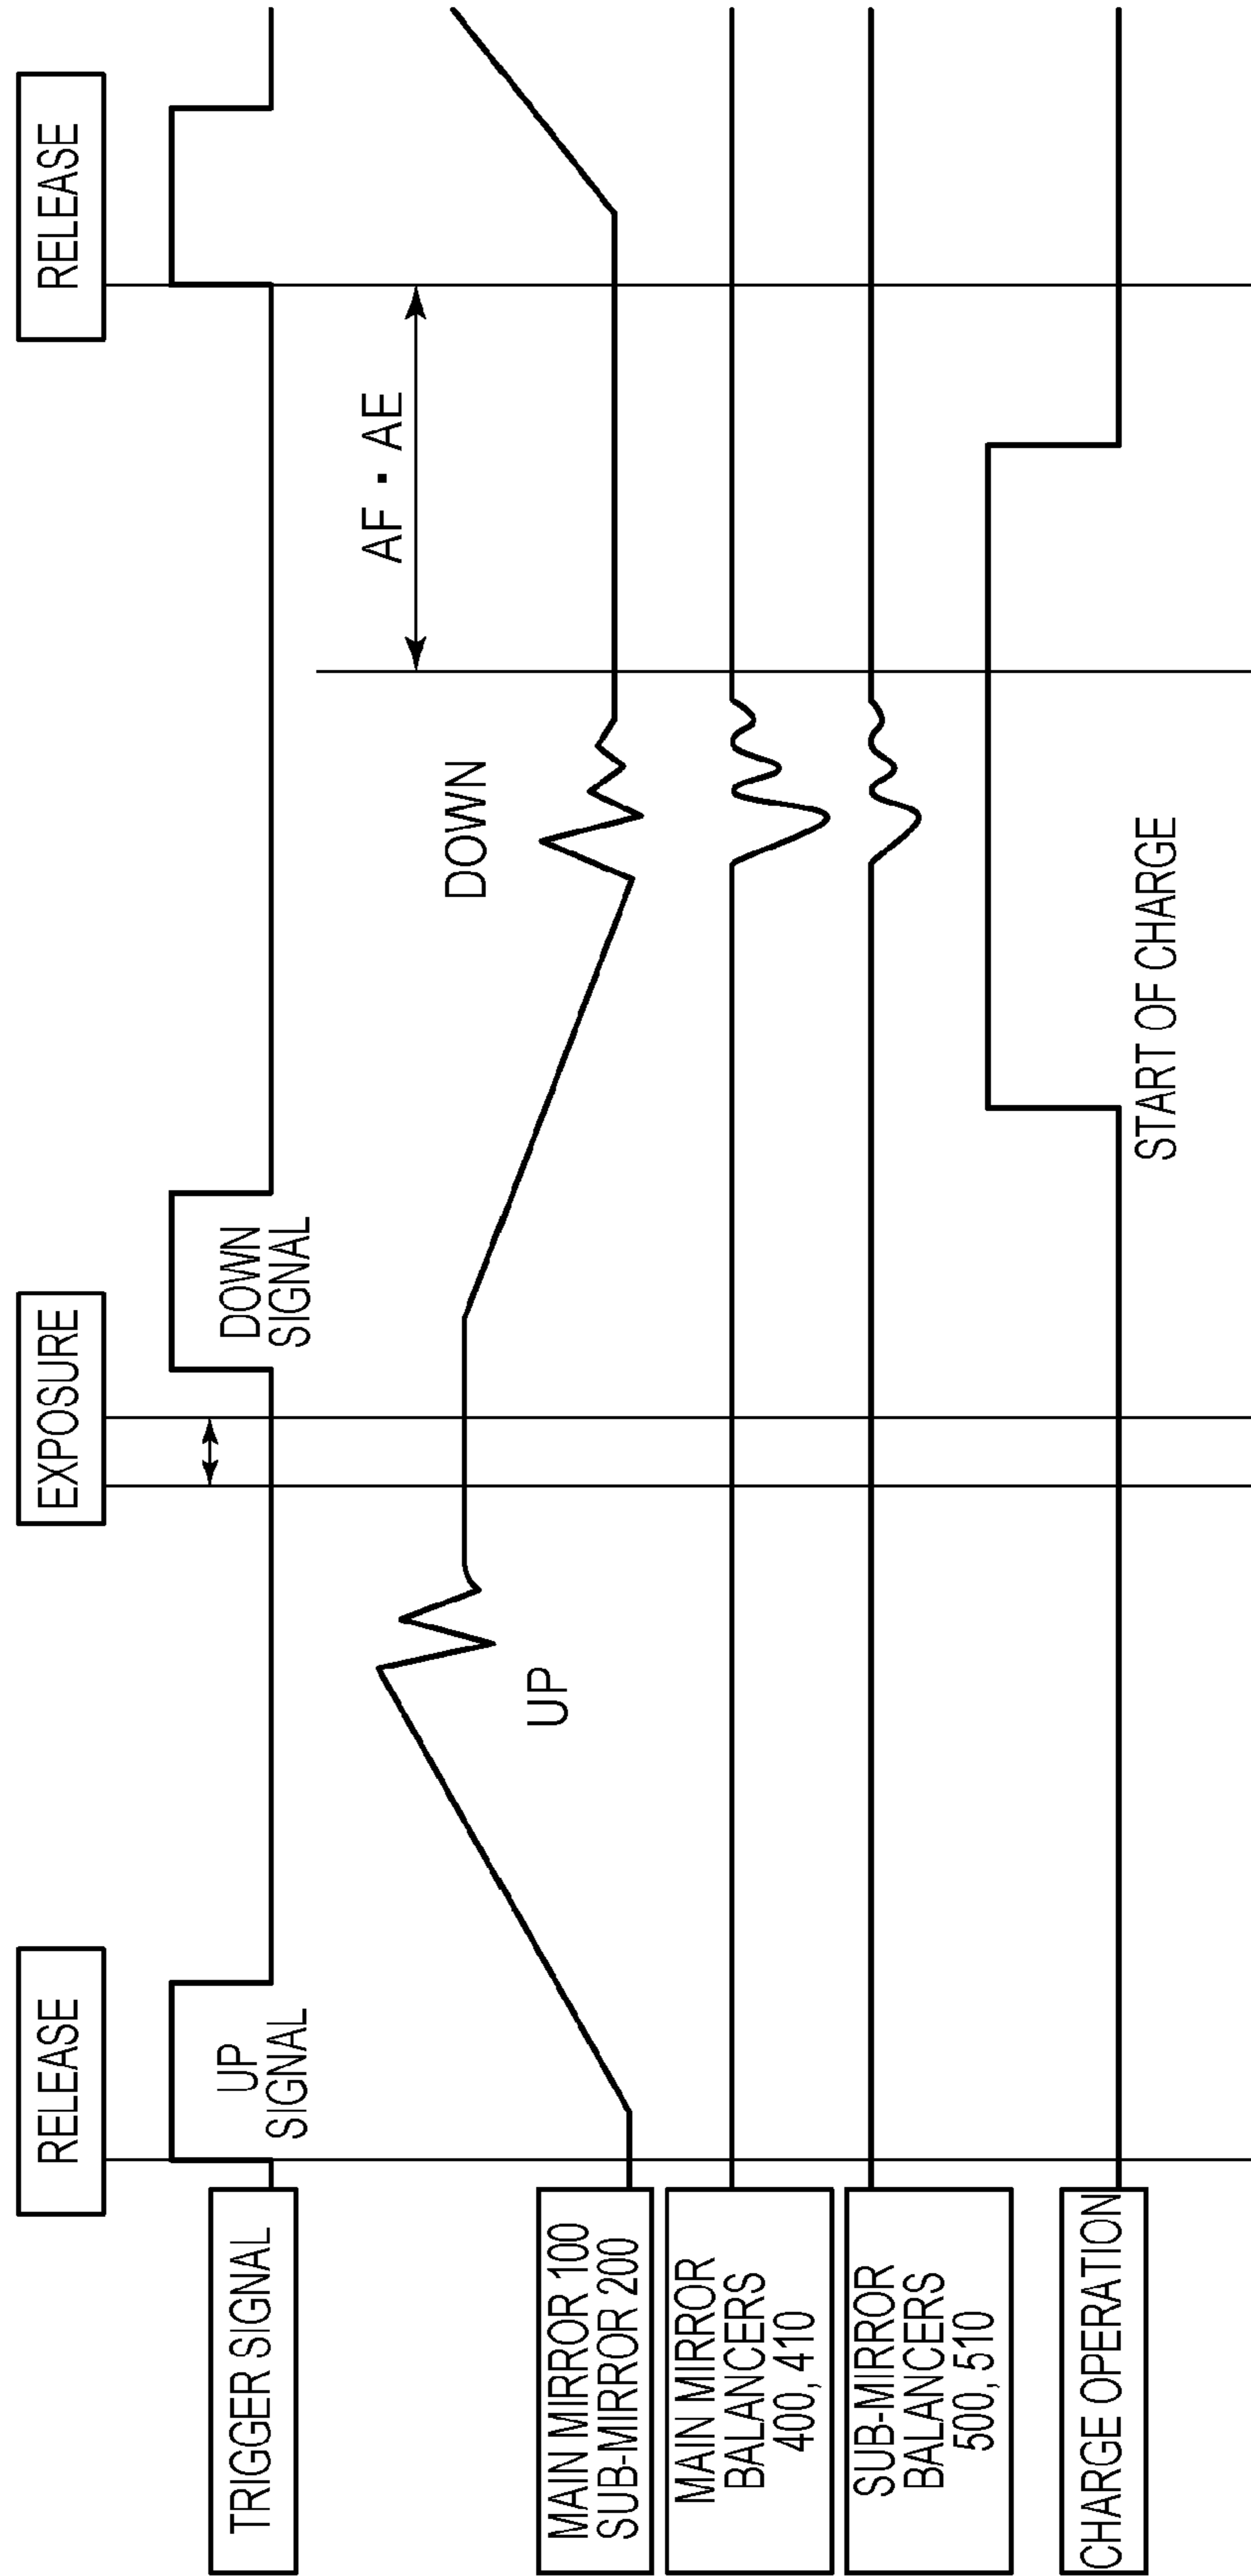 RELEASE
EXPOSURE
RELEASE
TRIGGER SIGNAL
UP
SIGNAL
DOWN
SIGNAL
AF・AE
MAIN MIRROR 100
SUB-MIRROR 200
UP
DOWN
MAIN MIRROR
BALANCERS
400, 410
SUB-MIRROR
BALANCERS
500, 510
CHARGE OPERATION
START OF CHARGE